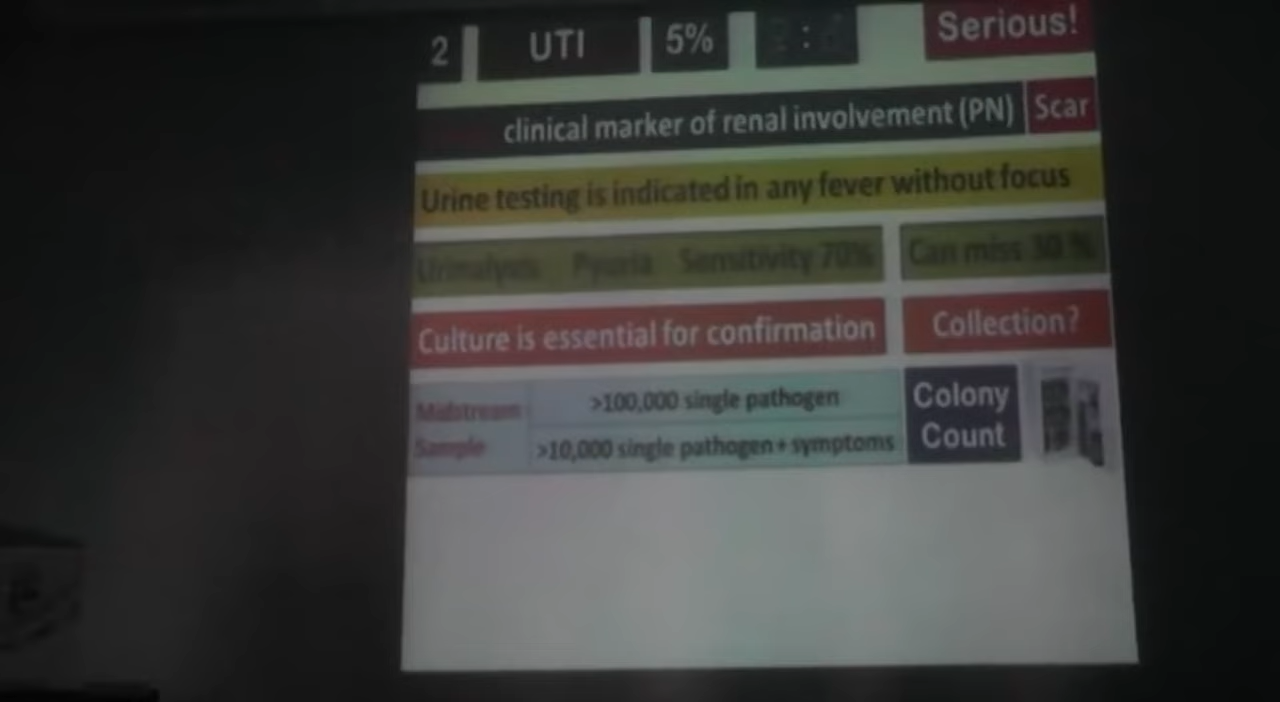 2 UTI 5% : Serious!
clinical marker of renal involvement (PN) Scar
Urine testing is indicated in any fever without focus
Urinalysis Pyuria Sensitivity 70% Can miss 30 %
Culture is essential for confirmation Collection?
Midstream Sample
>100,000 single pathogen
>10,000 single pathogen + symptoms
Colony Count